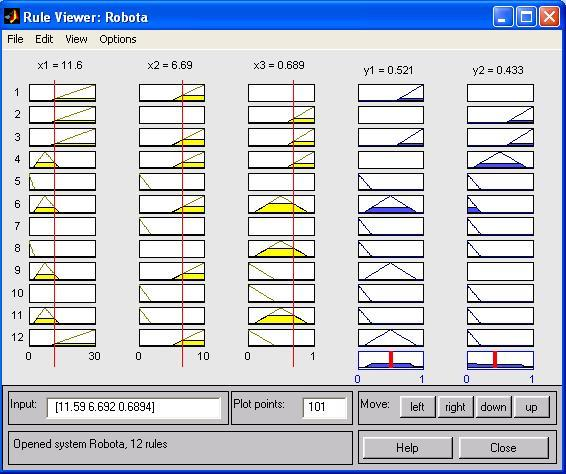 Rule Viewer: Robota
File Edit View Options
x1 = 11.6 x2 = 6.69 x3 = 0.689 y1 = 0.521 y2 = 0.433
1
2
3
4
5
6
7
8
9
10
11
12
0 30 0 10 0 1
0 1 0 1
Input: [11.59 6.692 0.6894] Plot points: 101 Move: left right down up
Opened system Robota, 12 rules Help Close